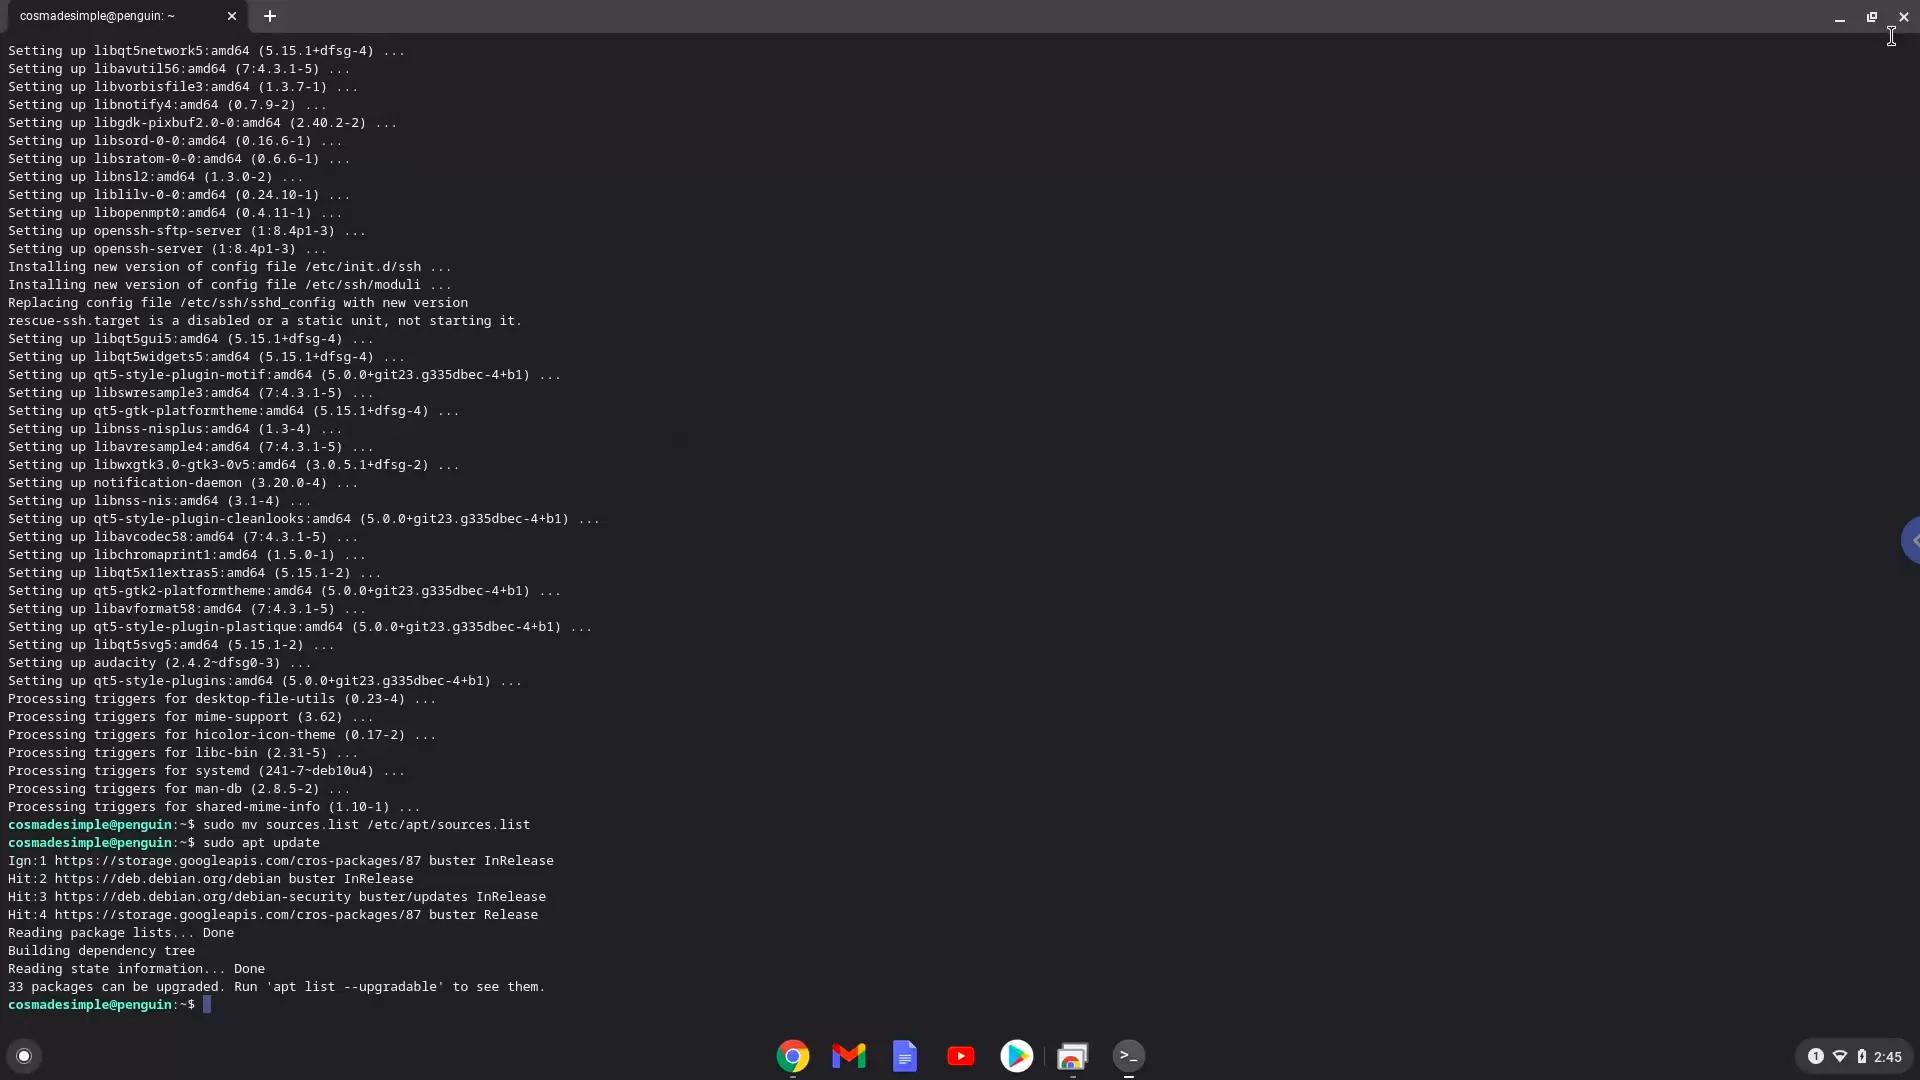 cosmadesimple@penguin: ~
Setting up libqt5network5:amd64 (5.15.1+dfsg-4) ...
Setting up libavutil56:amd64 (7:4.3.1-5) ...
Setting up libvorbisfile3:amd64 (1.3.7-1) ...
Setting up libnotify4:amd64 (0.7.9-2) ...
Setting up libgdk-pixbuf2.0-0:amd64 (2.40.2-2) ...
Setting up libsord-0-0:amd64 (0.16.6-1) ...
Setting up libsratom-0-0:amd64 (0.6.6-1) ...
Setting up libnsl2:amd64 (1.3.0-2) ...
Setting up liblilv-0-0:amd64 (0.24.10-1) ...
Setting up libopenmpt0:amd64 (0.4.11-1) ...
Setting up openssh-sftp-server (1:8.4p1-3) ...
Setting up openssh-server (1:8.4p1-3) ...
Installing new version of config file /etc/init.d/ssh ...
Installing new version of config file /etc/ssh/moduli ...
Replacing config file /etc/ssh/sshd_config with new version
rescue-ssh.target is a disabled or a static unit, not starting it.
Setting up libqt5gui5:amd64 (5.15.1+dfsg-4) ...
Setting up libqt5widgets5:amd64 (5.15.1+dfsg-4) ...
Setting up qt5-style-plugin-motif:amd64 (5.0.0+git23.g335dbec-4+b1) ...
Setting up libswresample3:amd64 (7:4.3.1-5) ...
Setting up qt5-gtk-platformtheme:amd64 (5.15.1+dfsg-4) ...
Setting up libnss-nisplus:amd64 (1.3-4) ...
Setting up libavresample4:amd64 (7:4.3.1-5) ...
Setting up libwxgtk3.0-gtk3-0v5:amd64 (3.0.5.1+dfsg-2) ...
Setting up notification-daemon (3.20.0-4) ...
Setting up libnss-nis:amd64 (3.1-4) ...
Setting up qt5-style-plugin-cleanlooks:amd64 (5.0.0+git23.g335dbec-4+b1) ...
Setting up libavcodec58:amd64 (7:4.3.1-5) ...
Setting up libchromaprint1:amd64 (1.5.0-1) ...
Setting up libqt5x11extras5:amd64 (5.15.1-2) ...
Setting up qt5-gtk2-platformtheme:amd64 (5.0.0+git23.g335dbec-4+b1) ...
Setting up libavformat58:amd64 (7:4.3.1-5) ...
Setting up qt5-style-plugin-plastique:amd64 (5.0.0+git23.g335dbec-4+b1) ...
Setting up libqt5svg5:amd64 (5.15.1-2) ...
Setting up audacity (2.4.2~dfsg0-3) ...
Setting up qt5-style-plugins:amd64 (5.0.0+git23.g335dbec-4+b1) ...
Processing triggers for desktop-file-utils (0.23-4) ...
Processing triggers for mime-support (3.62) ...
Processing triggers for hicolor-icon-theme (0.17-2) ...
Processing triggers for libc-bin (2.31-5) ...
Processing triggers for systemd (241-7~deb10u4) ...
Processing triggers for man-db (2.8.5-2) ...
Processing triggers for shared-mime-info (1.10-1) ...
cosmadesimple@penguin:~$ sudo mv sources.list /etc/apt/sources.list
cosmadesimple@penguin:~$ sudo apt update
Ign:1 https://storage.googleapis.com/cros-packages/87 buster InRelease
Hit:2 https://deb.debian.org/debian buster InRelease
Hit:3 https://deb.debian.org/debian-security buster/updates InRelease
Hit:4 https://storage.googleapis.com/cros-packages/87 buster Release
Reading package lists... Done
Building dependency tree
Reading state information... Done
33 packages can be upgraded. Run 'apt list --upgradable' to see them.
cosmadesimple@penguin:~$
1 2:45